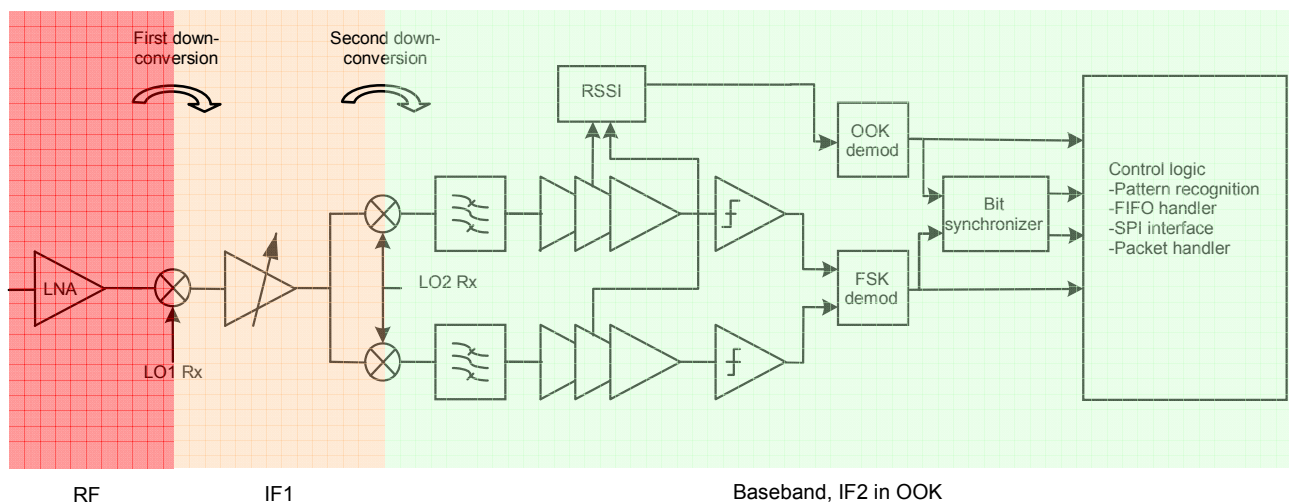 First down-
conversion
Second down-
conversion
RSSI
OOK
demod
Control logic
-Pattern recognition
-FIFO handler
-SPI interface
-Packet handler
Bit
synchronizer
LNA
LO2 Rx
FSK
demod
LO1 Rx
RF
IF1
Baseband, IF2 in OOK